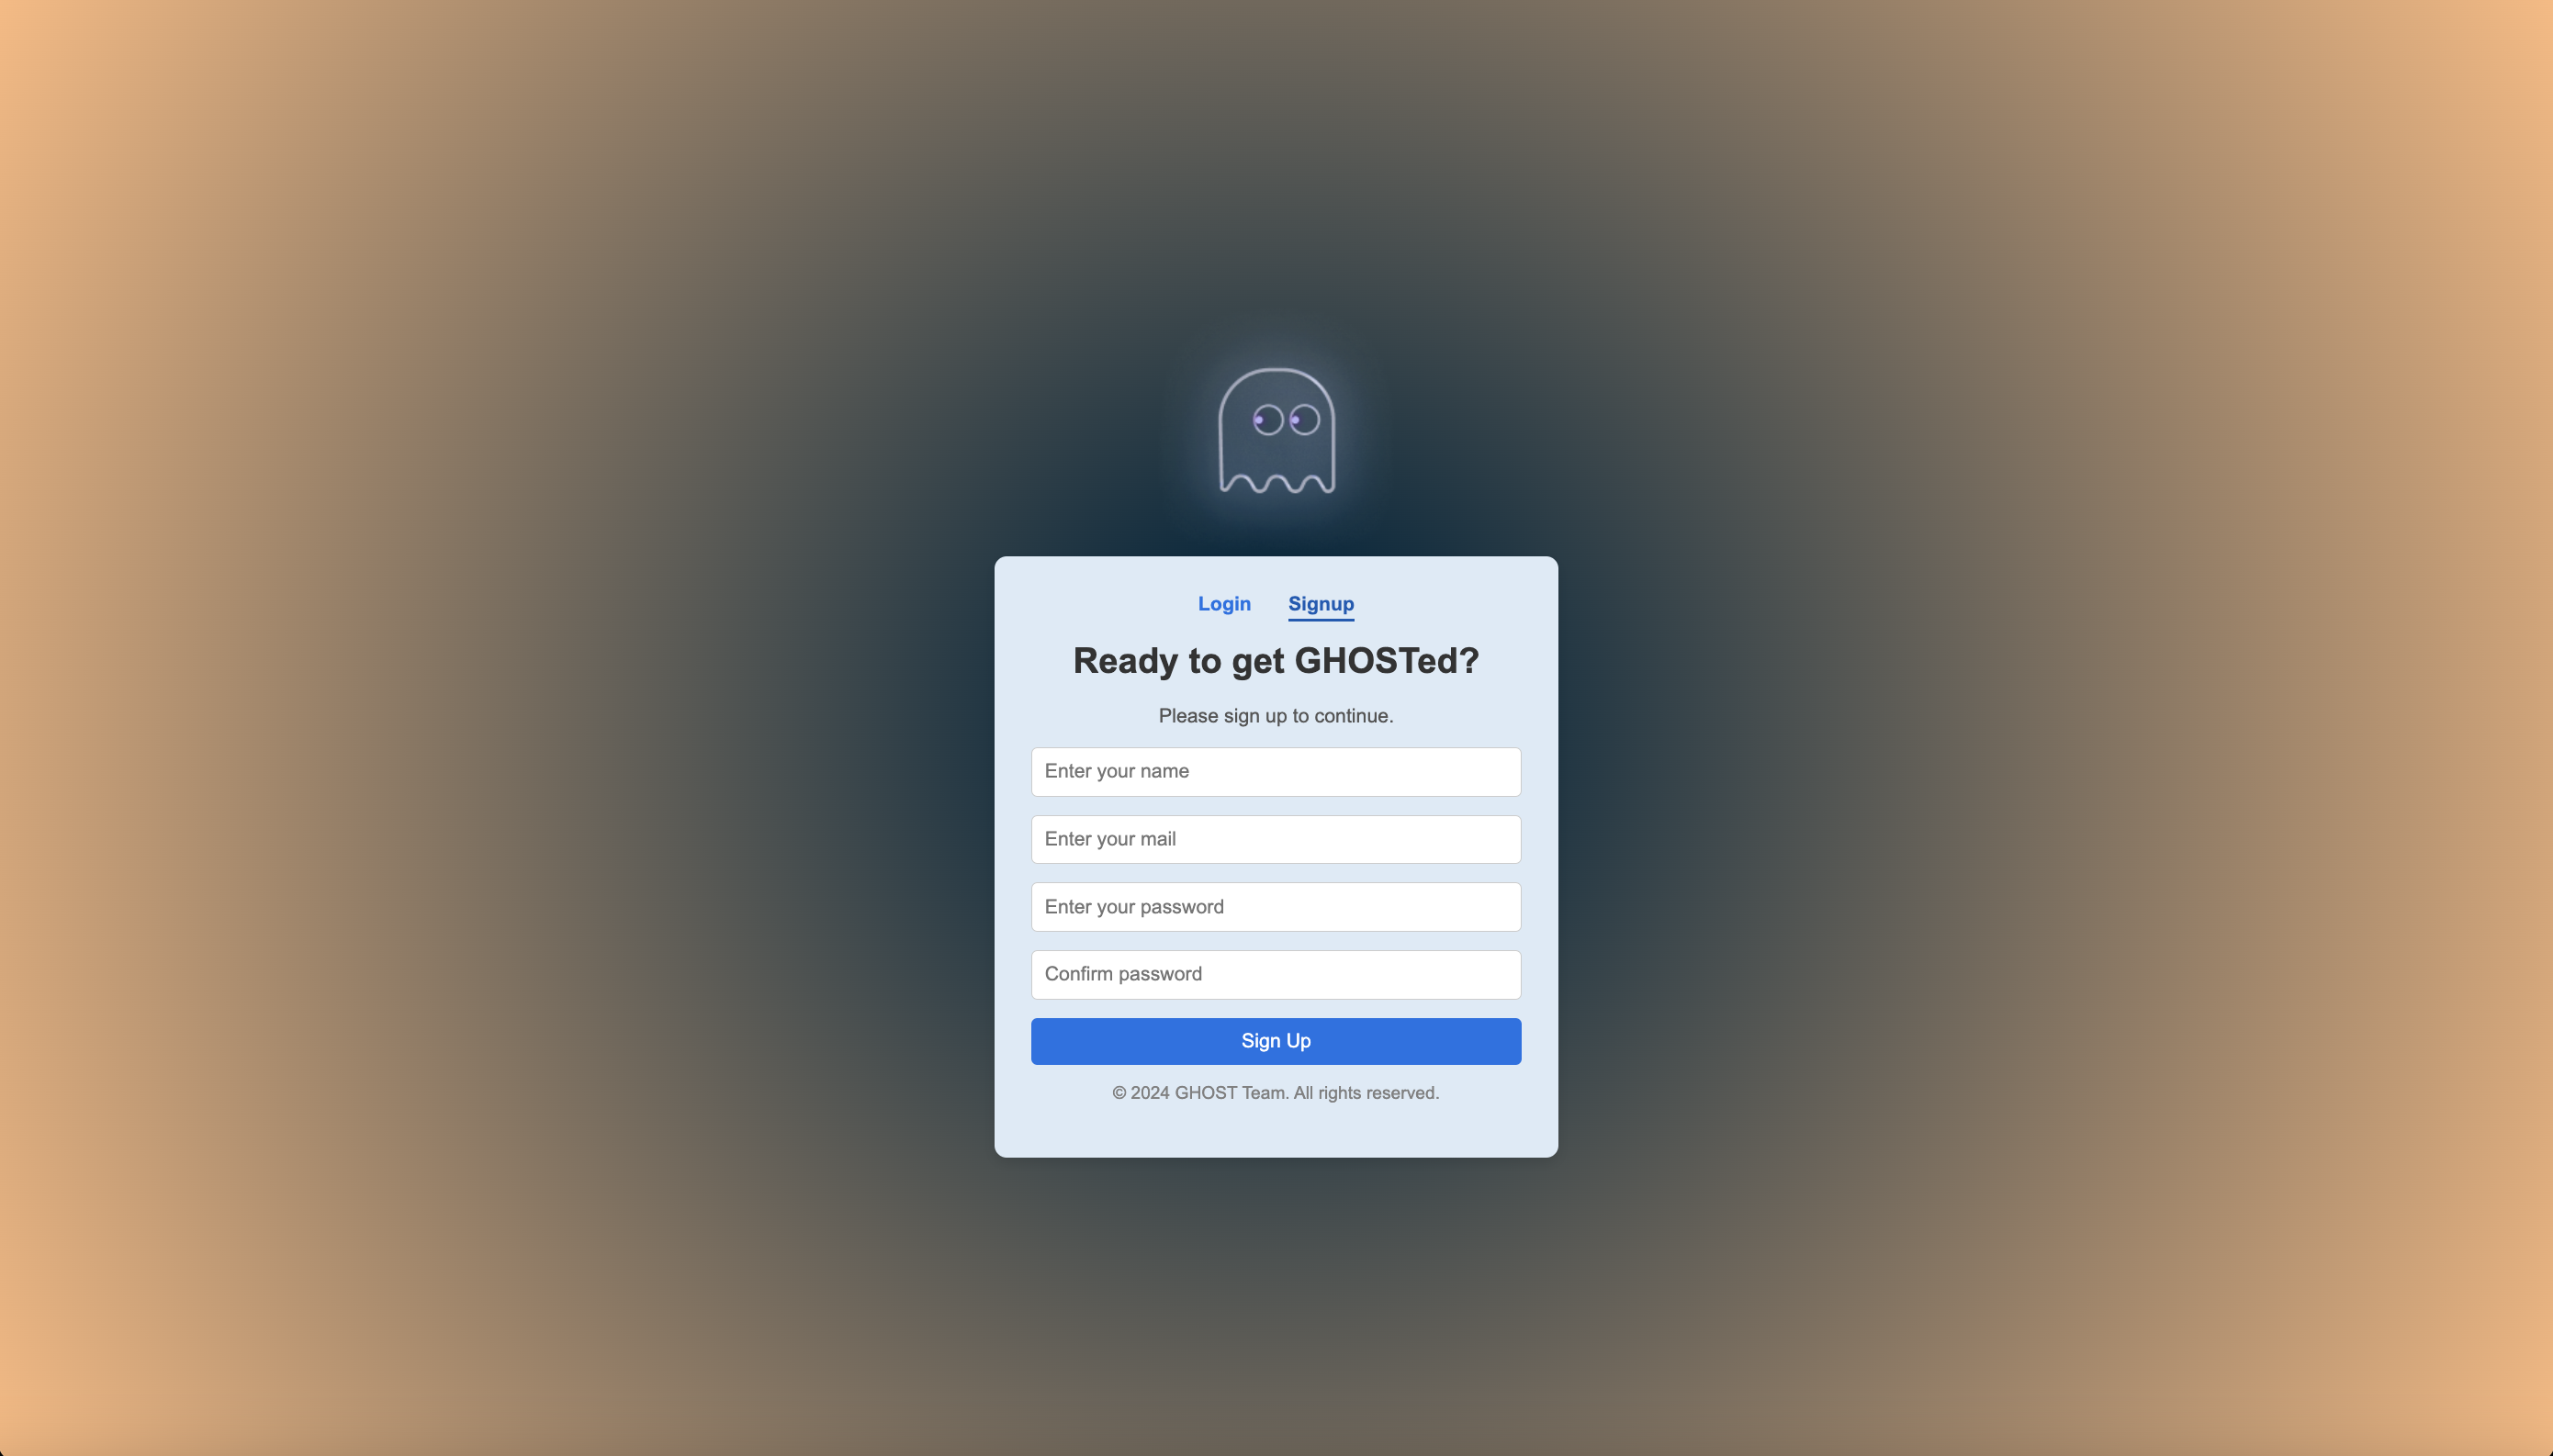 Login Signup
Ready to get GHOSTed?
Please sign up to continue.
Enter your name
Enter your mail
Enter your password
Confirm password
Sign Up
© 2024 GHOST Team. All rights reserved.